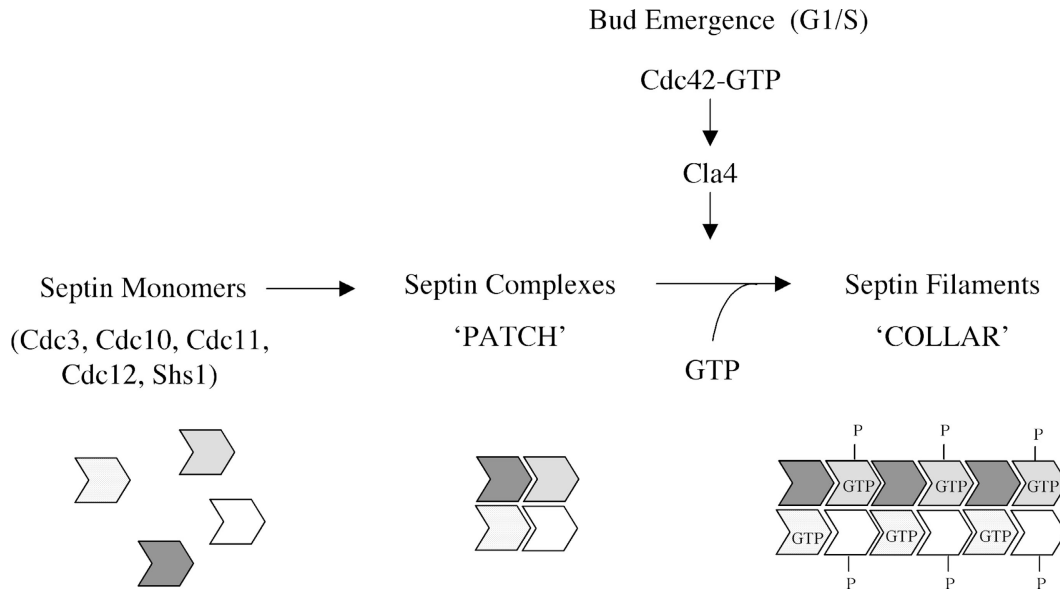 Bud Emergence (G1/S)
Cdc42-GTP
Cla4
Septin Monomers
Septin Complexes
Septin Filaments
(Cdc3, Cdc10, Cdc11,
Cdc12, Shs1)
‘PATCH’
GTP
‘COLLAR’
P P P
GTP GTP GTP
GTP GTP GTP
P P P